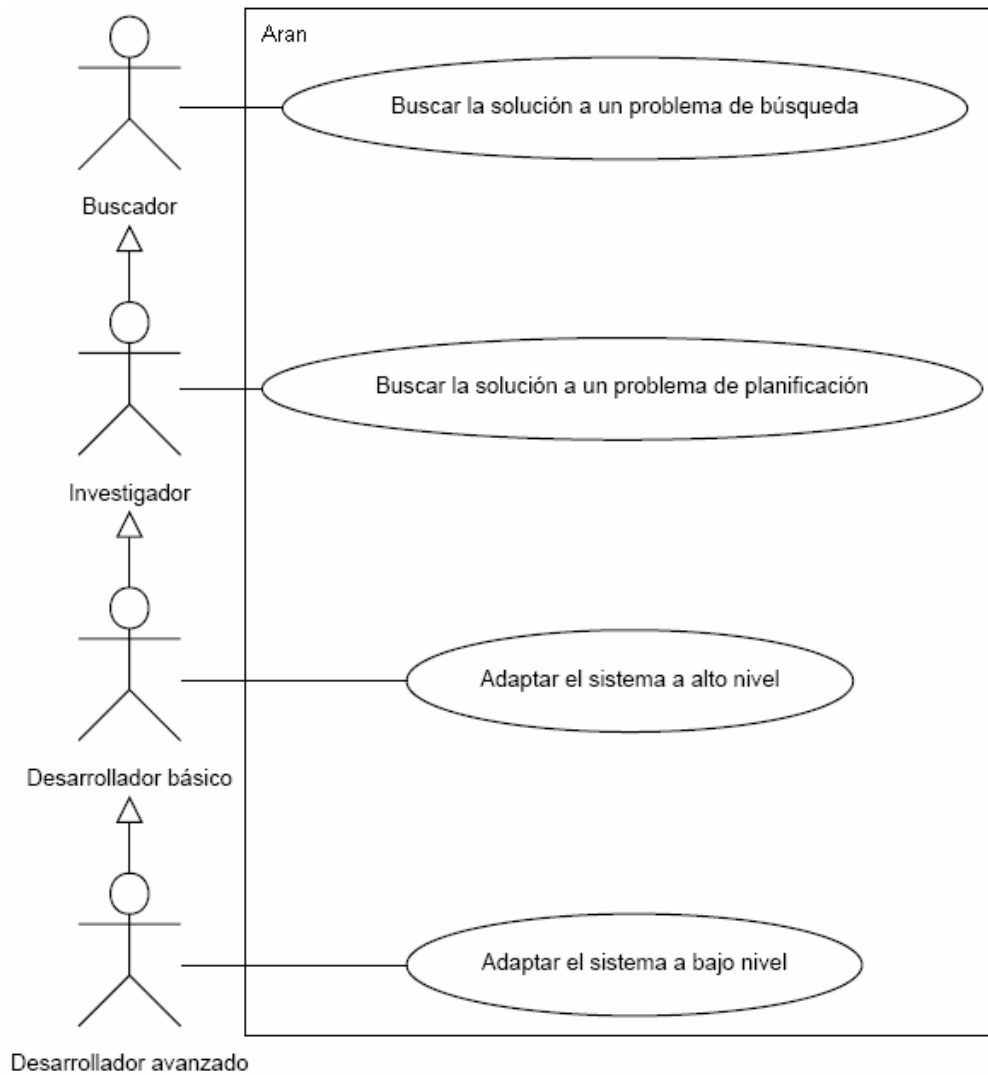 Aran
Buscar la solución a un problema de búsqueda
Buscador
Buscar la solución a un problema de planificación
Investigador
Adaptar el sistema a alto nivel
Desarrollador básico
Adaptar el sistema a bajo nivel
Desarrollador avanzado